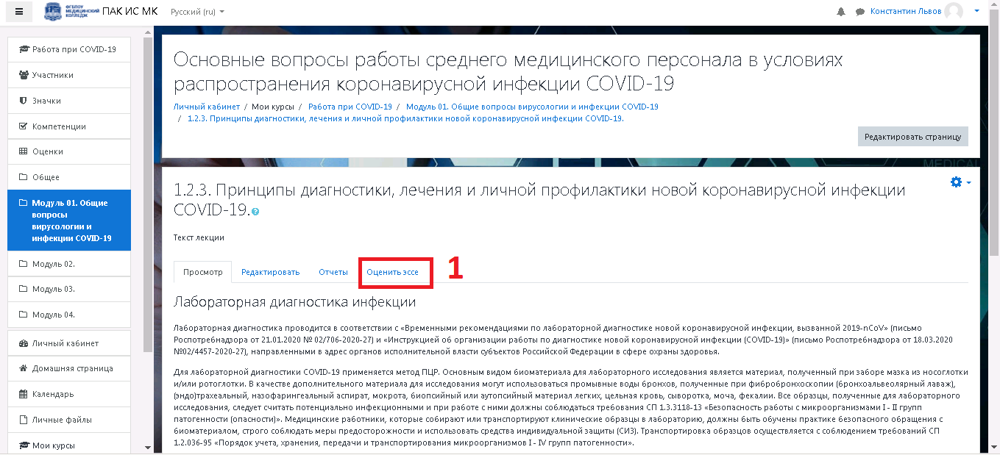 ФГБПОУ
МЕДИЦИНСКИЙ
КОЛЛЕДЖ
ПАК ИС МК
Русский (ru)
Константин Львов
Работа при COVID-19
Участники
Значки
Компетенции
Оценки
Общее
Модуль 01. Общие
вопросы
вирусологии и
инфекции COVID-19
Модуль 02.
Модуль 03.
Модуль 04.
Личный кабинет
Домашняя страница
Календарь
Личные файлы
Мои курсы
Основные вопросы работы среднего медицинского персонала в условиях
распространения коронавирусной инфекции COVID-19
Личный кабинет / Мои курсы / Работа при COVID-19 / Модуль 01. Общие вопросы вирусологии и инфекции COVID-19
/ 1.2.3. Принципы диагностики, лечения и личной профилактики новой коронавирусной инфекции COVID-19.
Редактировать страницу
MEDICAL
1.2.3. Принципы диагностики, лечения и личной профилактики новой коронавирусной инфекции
COVID-19.
Текст лекции
Просмотр Редактировать Отчеты Оценить эссе 1
Лабораторная диагностика инфекции
Лабораторная диагностика проводится в соответствии с «Временными рекомендациями по лабораторной диагностике новой коронавирусной инфекции, вызванной 2019-nCoV» (письмо
Роспотребнадзора от 21.01.2020 № 02/706-2020-27) и «Инструкцией об организации работы по диагностике новой коронавирусной инфекции (COVID-19)» (письмо Роспотребнадзора от 18.03.2020
№02/4457-2020-27), направленными в адрес органов исполнительной власти субъектов Российской Федерации в сфере охраны здоровья.
Для лабораторной диагностики COVID-19 применяется метод ПЦР. Основным видом биоматериала для лабораторного исследования является материал, полученный при заборе мазка из носоглотки
и/или ротоглотки. В качестве дополнительного материала для исследования могут использоваться промывные воды бронхов, полученные при фибробронхоскопии (бронхоальвеолярный лаваж),
(эндо)трахеальный, назофарингеальный аспират, мокрота, биопсийный или аутопсийный материал легких, цельная кровь, сыворотка, моча, фекалии. Все образцы, полученные для лабораторного
исследования, следует считать потенциально инфекционными и при работе с ними должны соблюдаться требования СП 1.3.3118-13 «Безопасность работы с микроорганизмами I - II групп
патогенности (опасности)». Медицинские работники, которые собирают или транспортируют клинические образцы в лабораторию, должны быть обучены практике безопасного обращения с
биоматериалом, строго соблюдать меры предосторожности и использовать средства индивидуальной защиты (СИЗ). Транспортировка образцов осуществляется с соблюдением требований СП
1.2.036-95 «Порядок учета, хранения, передачи и транспортирования микроорганизмов I - IV групп патогенности».